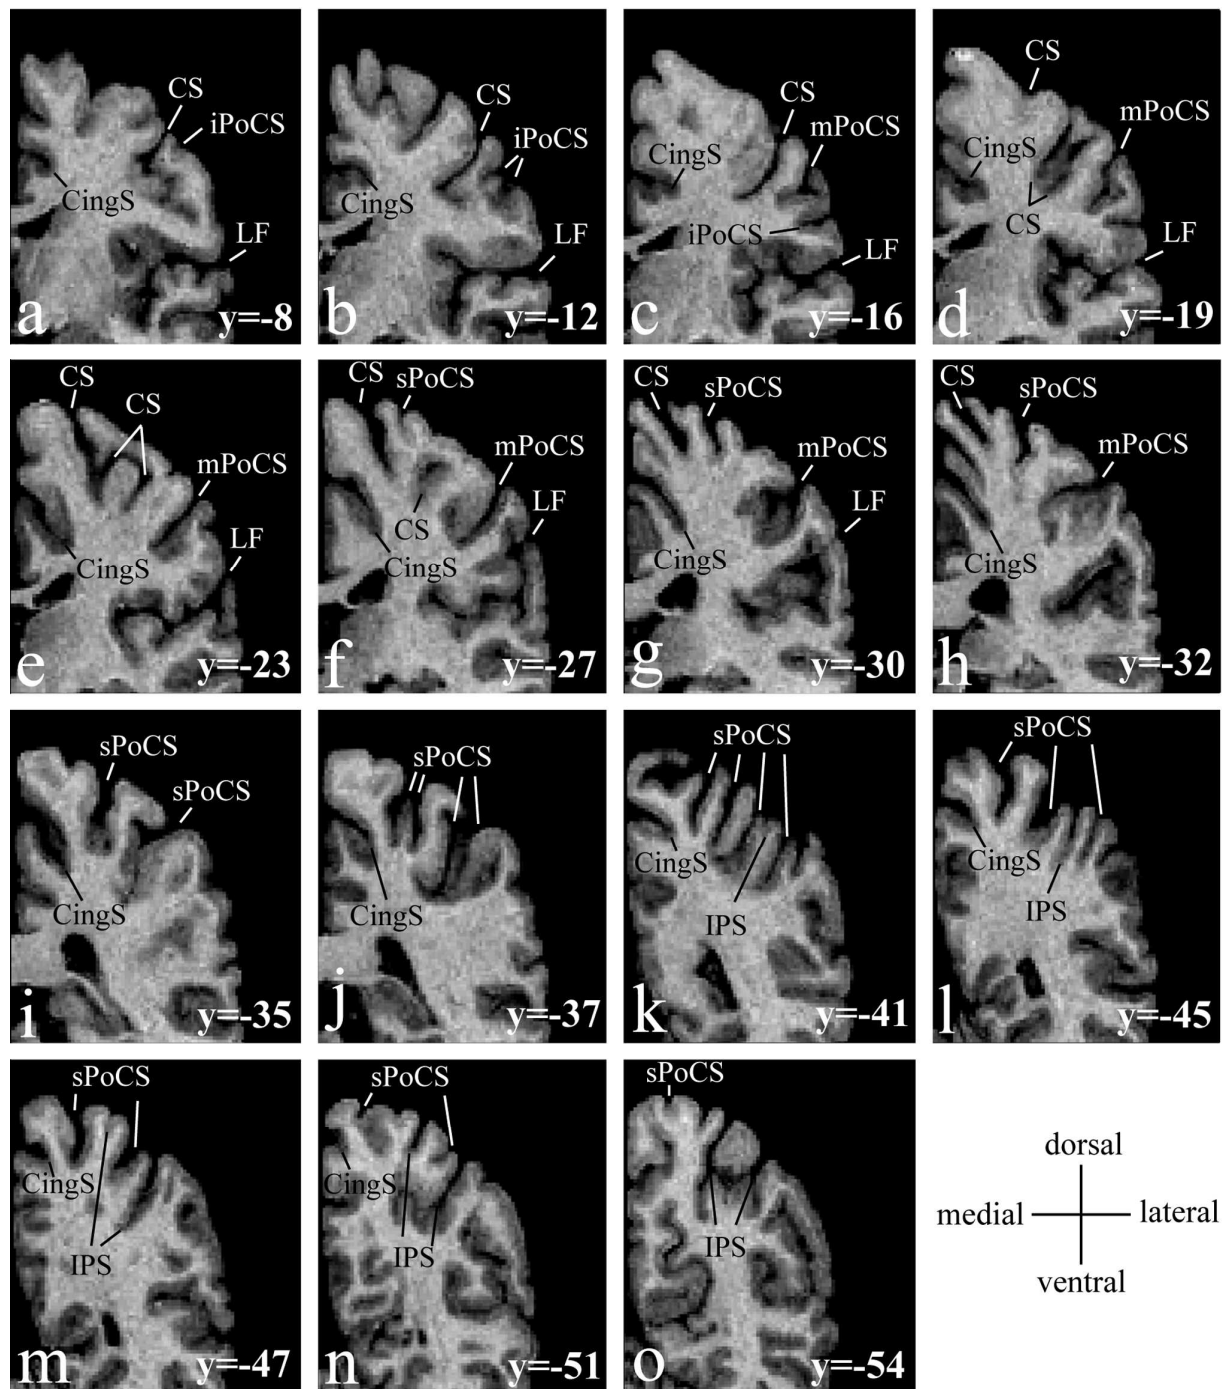 CS
iPoCS
CingS
LF
a
y=-8
CS
iPoCS
CingS
LF
b
y=-12
CS
mPoCS
CingS
iPoCS
LF
c
y=-16
CS
mPoCS
CingS
CS
LF
d
y=-19
CS
CS
mPoCS
LF
CingS
e
y=-23
CS
sPoCS
mPoCS
LF
CS
CingS
f
y=-27
CS
sPoCS
mPoCS
LF
CingS
g
y=-30
CS
sPoCS
mPoCS
CingS
h
y=-32
sPoCS
sPoCS
CingS
i
y=-35
sPoCS
CingS
j
y=-37
sPoCS
CingS
IPS
k
y=-41
sPoCS
CingS
IPS
l
y=-45
sPoCS
CingS
IPS
m
y=-47
sPoCS
CingS
IPS
n
y=-51
sPoCS
IPS
o
y=-54
dorsal
medial
lateral
ventral